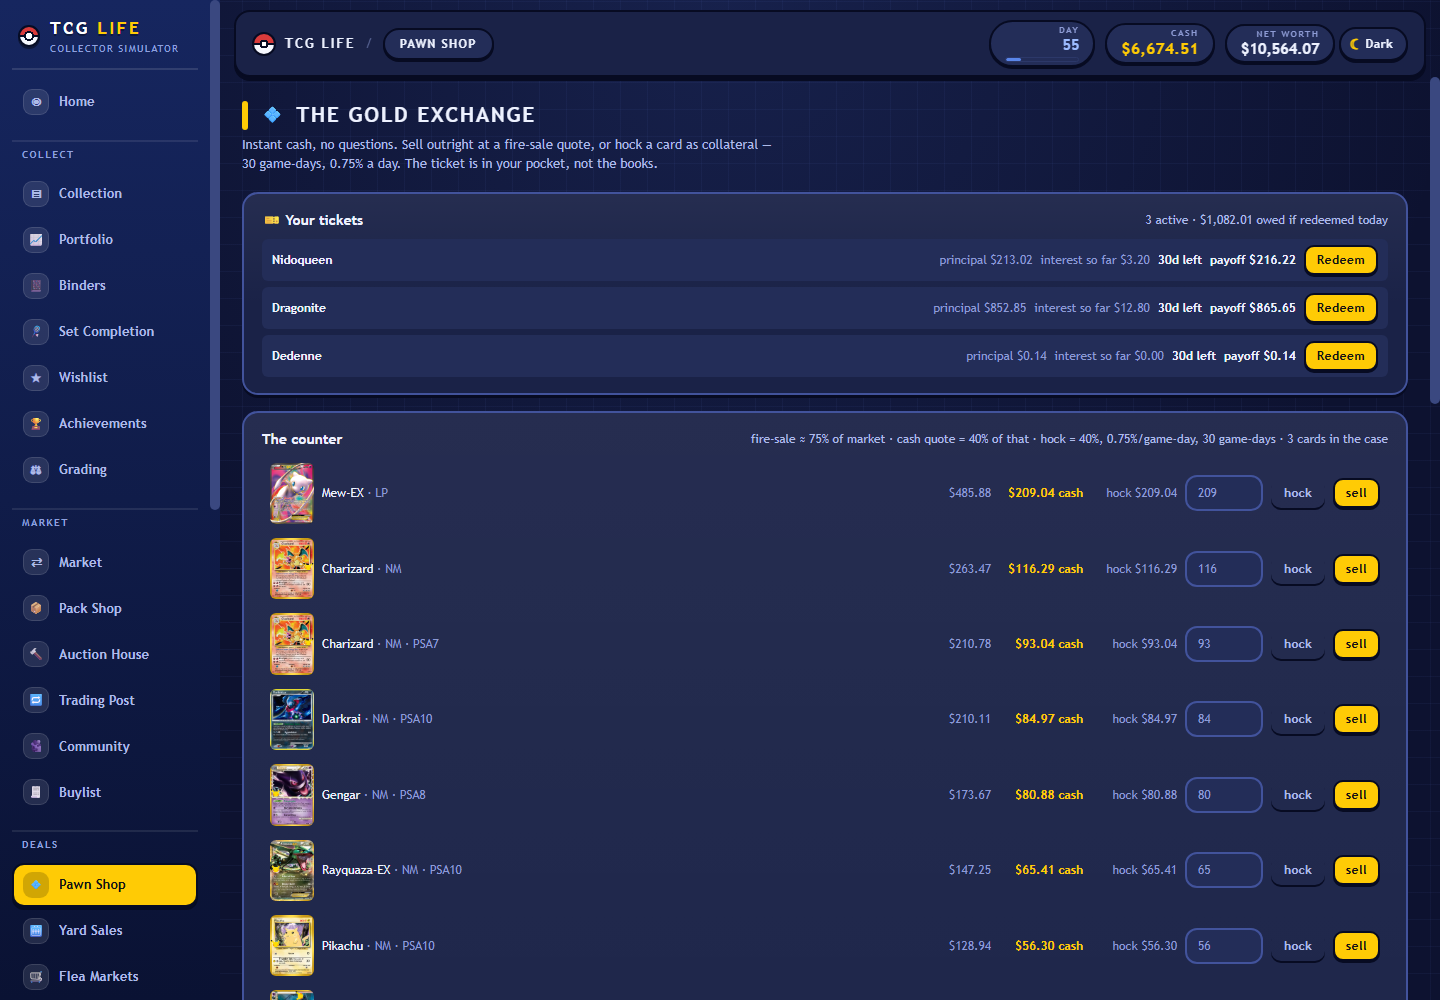 TCG LIFE
COLLECTOR SIMULATOR
Home
COLLECT
Collection
Portfolio
Binders
Set Completion
Wishlist
Achievements
Grading
MARKET
Market
Pack Shop
Auction House
Trading Post
Community
Buylist
DEALS
Pawn Shop
Yard Sales
Flea Markets
TCG LIFE / PAWN SHOP
DAY
55
CASH
$6,674.51
NET WORTH
$10,564.07
Dark
THE GOLD EXCHANGE
Instant cash, no questions. Sell outright at a fire-sale quote, or hock a card as collateral —
30 game-days, 0.75% a day. The ticket is in your pocket, not the books.
Your tickets 3 active · $1,082.01 owed if redeemed today
Nidoqueen principal $213.02 interest so far $3.20 30d left payoff $216.22 Redeem
Dragonite principal $852.85 interest so far $12.80 30d left payoff $865.65 Redeem
Dedenne principal $0.14 interest so far $0.00 30d left payoff $0.14 Redeem
The counter fire-sale ≈ 75% of market · cash quote = 40% of that · hock = 40%, 0.75%/game-day, 30 game-days · 3 cards in the case
Mew-EX · LP $485.88 $209.04 cash hock $209.04 209 hock sell
Charizard · NM $263.47 $116.29 cash hock $116.29 116 hock sell
Charizard · NM · PSA7 $210.78 $93.04 cash hock $93.04 93 hock sell
Darkrai · NM · PSA10 $210.11 $84.97 cash hock $84.97 84 hock sell
Gengar · NM · PSA8 $173.67 $80.88 cash hock $80.88 80 hock sell
Rayquaza-EX · NM · PSA10 $147.25 $65.41 cash hock $65.41 65 hock sell
Pikachu · NM · PSA10 $128.94 $56.30 cash hock $56.30 56 hock sell